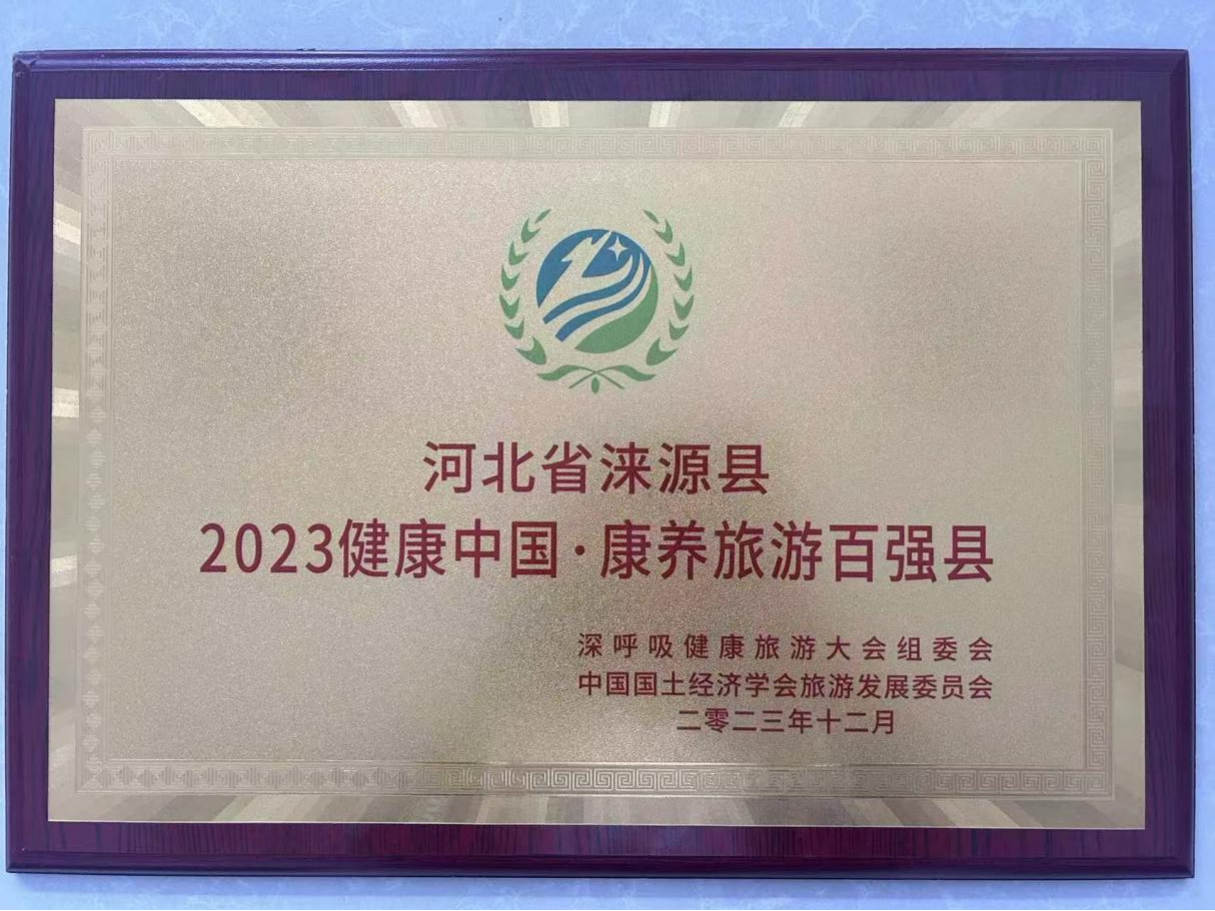 河北省涞源县
2023健康中国·康养旅游百强县
深呼吸健康旅游大会组委会
中国国土经济学会旅游发展委员会
二零二三年十二月